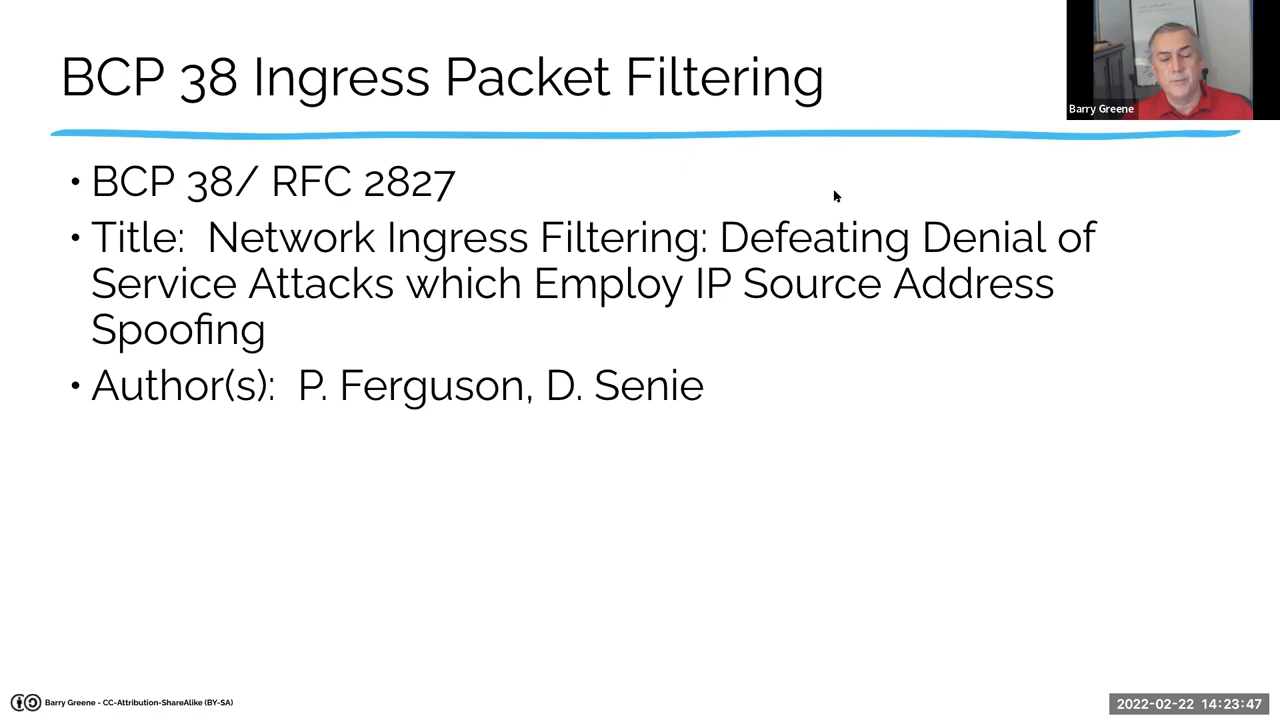 BCP 38 Ingress Packet Filtering
Barry Greene
• BCP 38/ RFC 2827
• Title:  Network Ingress Filtering: Defeating Denial of
Service Attacks which Employ IP Source Address
Spoofing
• Author(s):  P. Ferguson, D. Senie
Barry Greene - CC-Attribution-ShareAlike (BY-SA)
2022-02-22 14:23:47